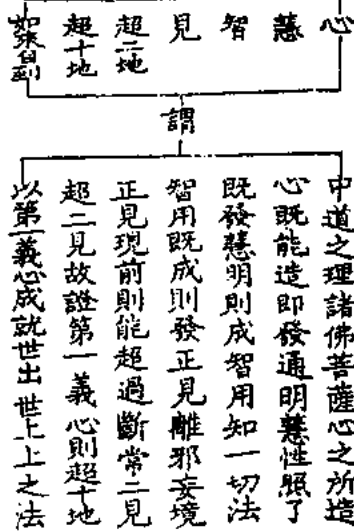 心
慧
智
見
超二地
超十地
如來自到
謂
中道之理諸佛菩薩心之所造
心既能造即發通明慧性照了
既發慧明則成智用知一切法
智用既成則發正見離邪妄境
正見現前則能超過斷常二見
超二見故證第一義心則超十地
以第一義心成就世出世上上之法